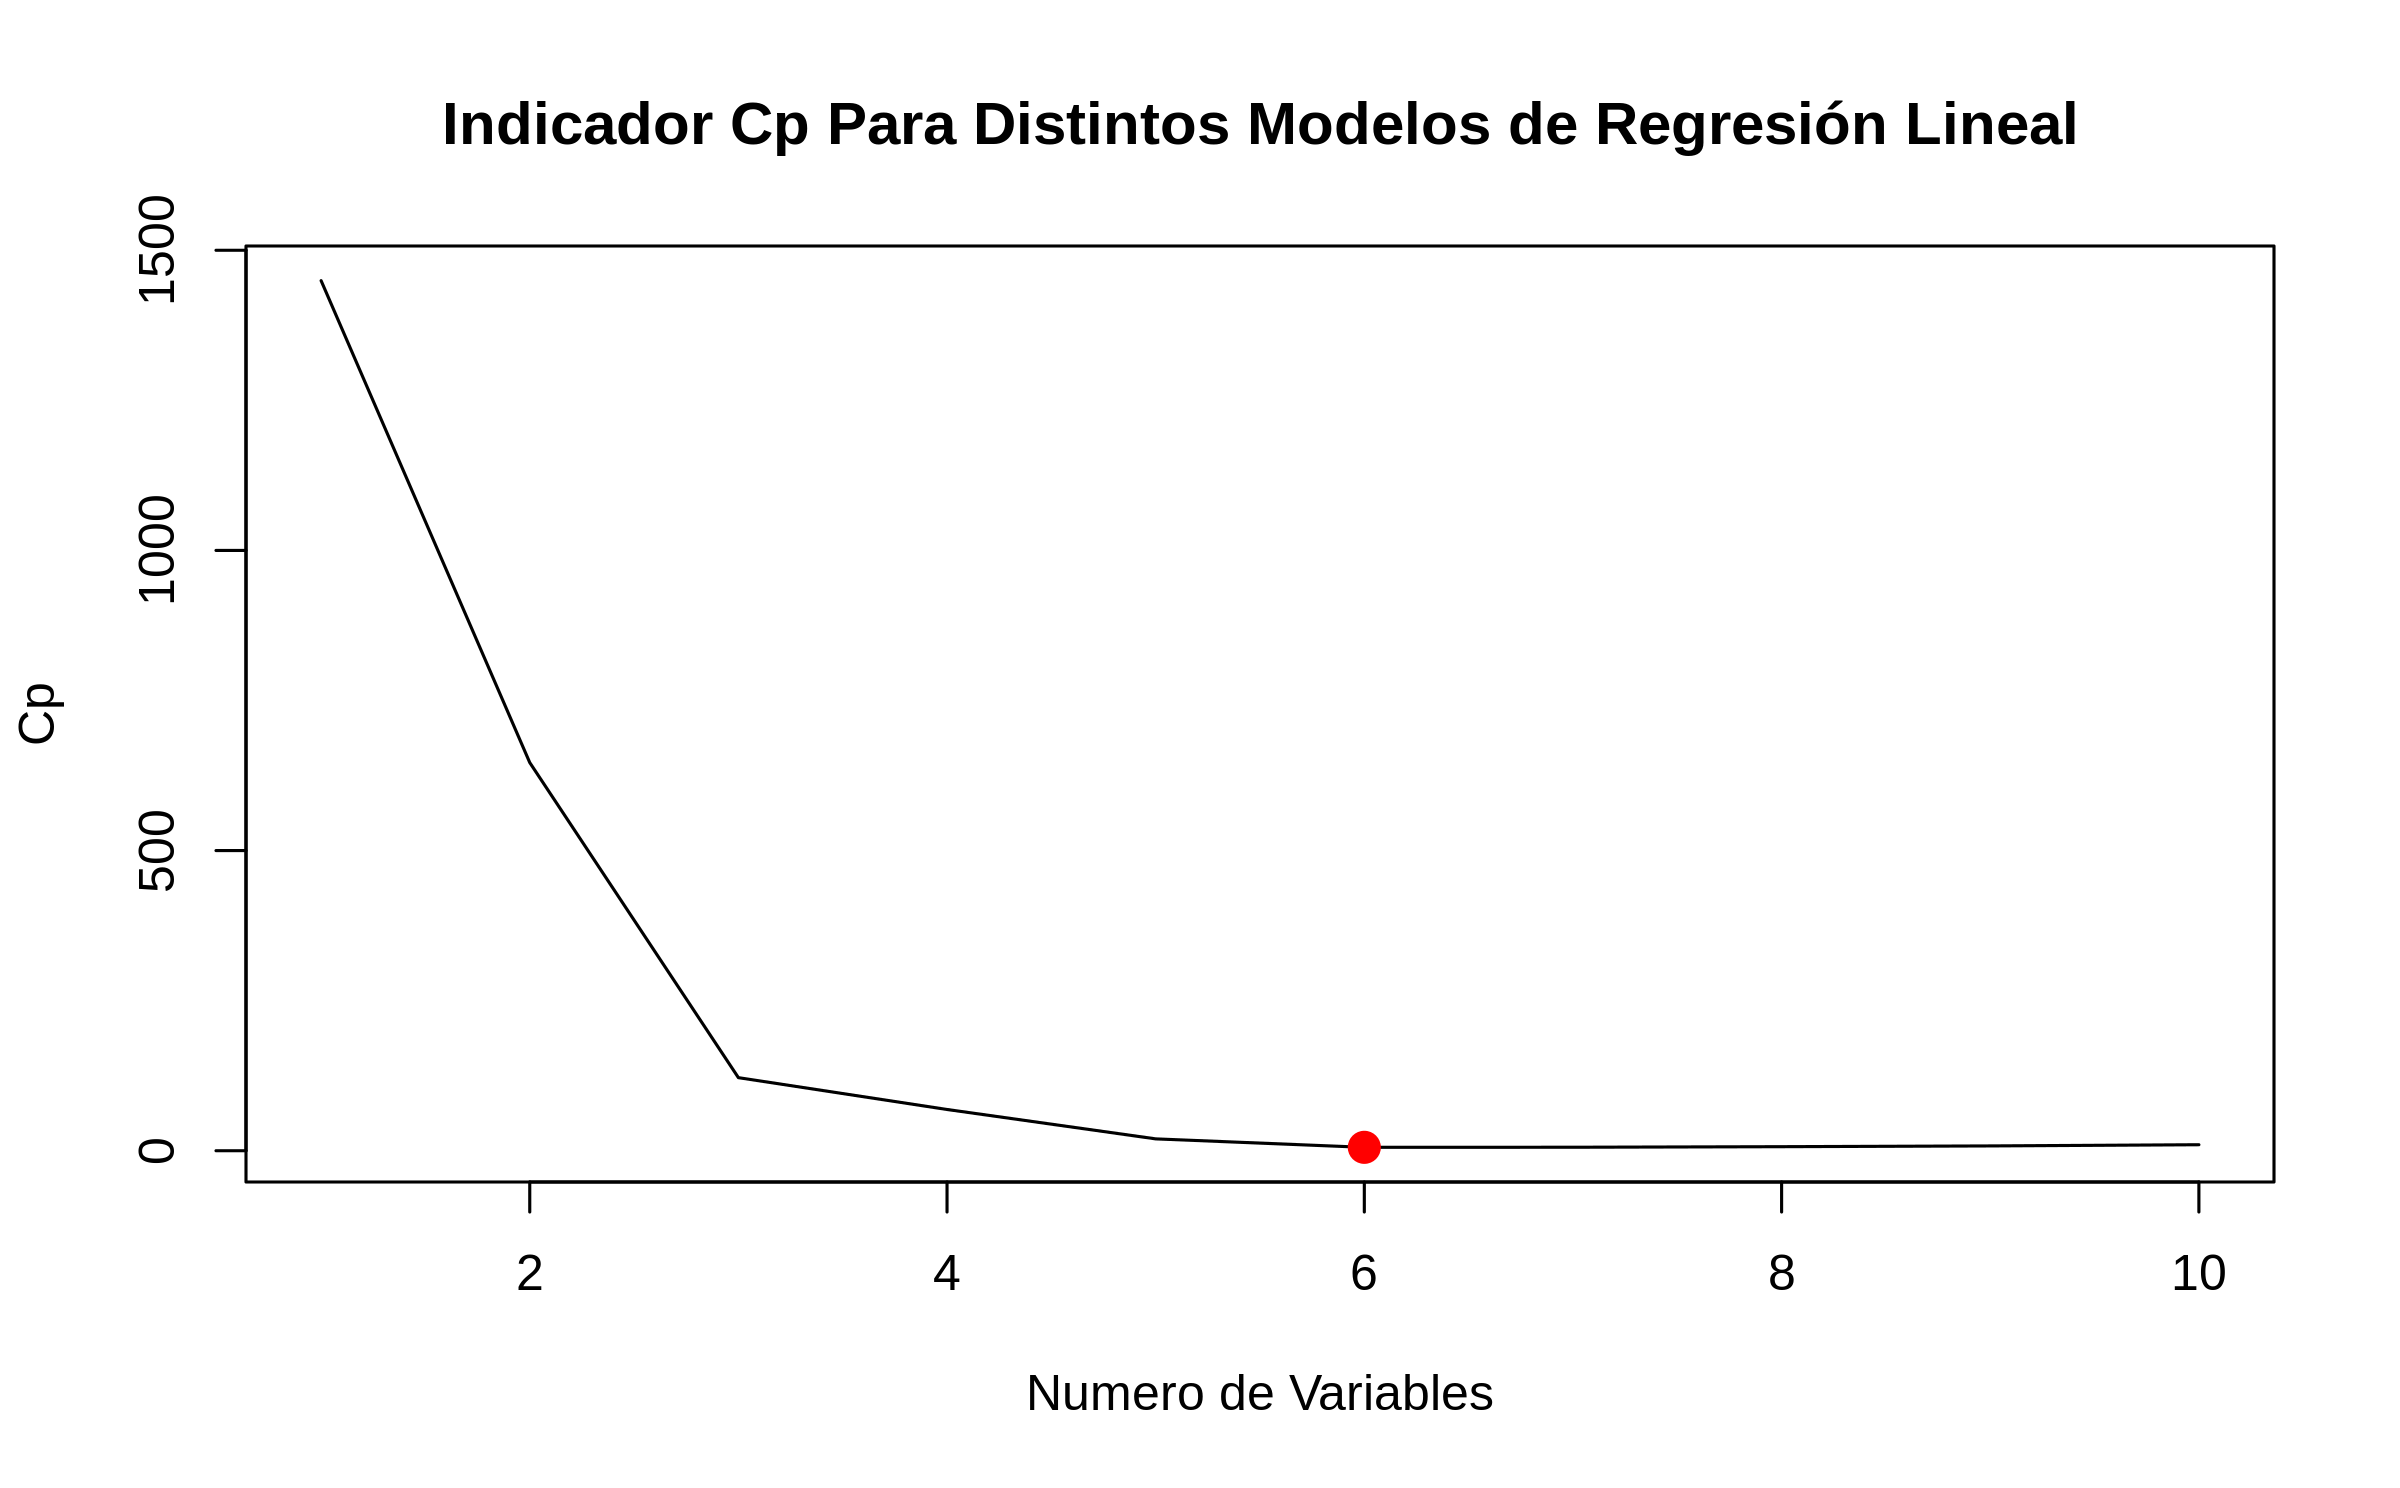 Indicador Cp Para Distintos Modelos de Regresión Lineal
1500
1000
500
0
Cp
2 4 6 8 10
Numero de Variables